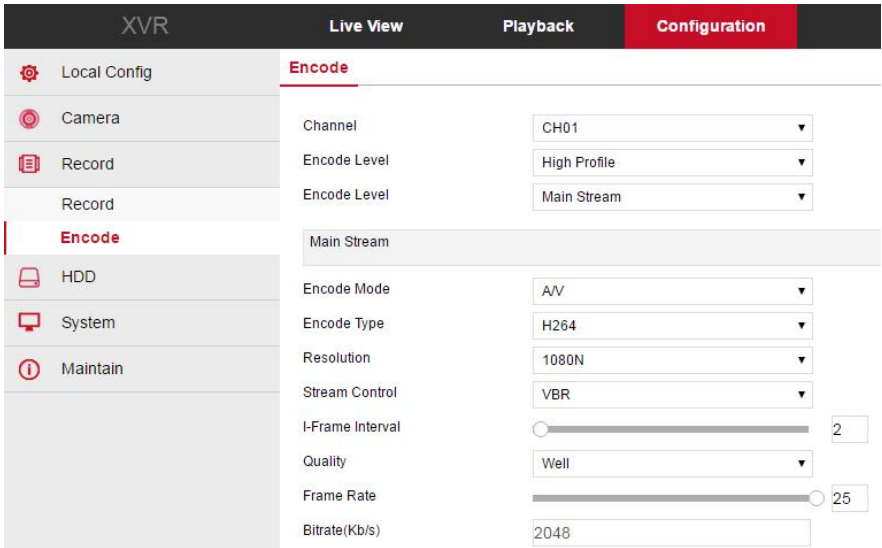 XVR Live View Playback Configuration
Local Config
Camera
Record
Record
Encode
HDD
System
Maintain
Encode
Channel CH01
Encode Level High Profile
Encode Level Main Stream
Main Stream
Encode Mode A/V
Encode Type H264
Resolution 1080N
Stream Control VBR
I-Frame Interval 2
Quality Well
Frame Rate 25
Bitrate(Kb/s) 2048